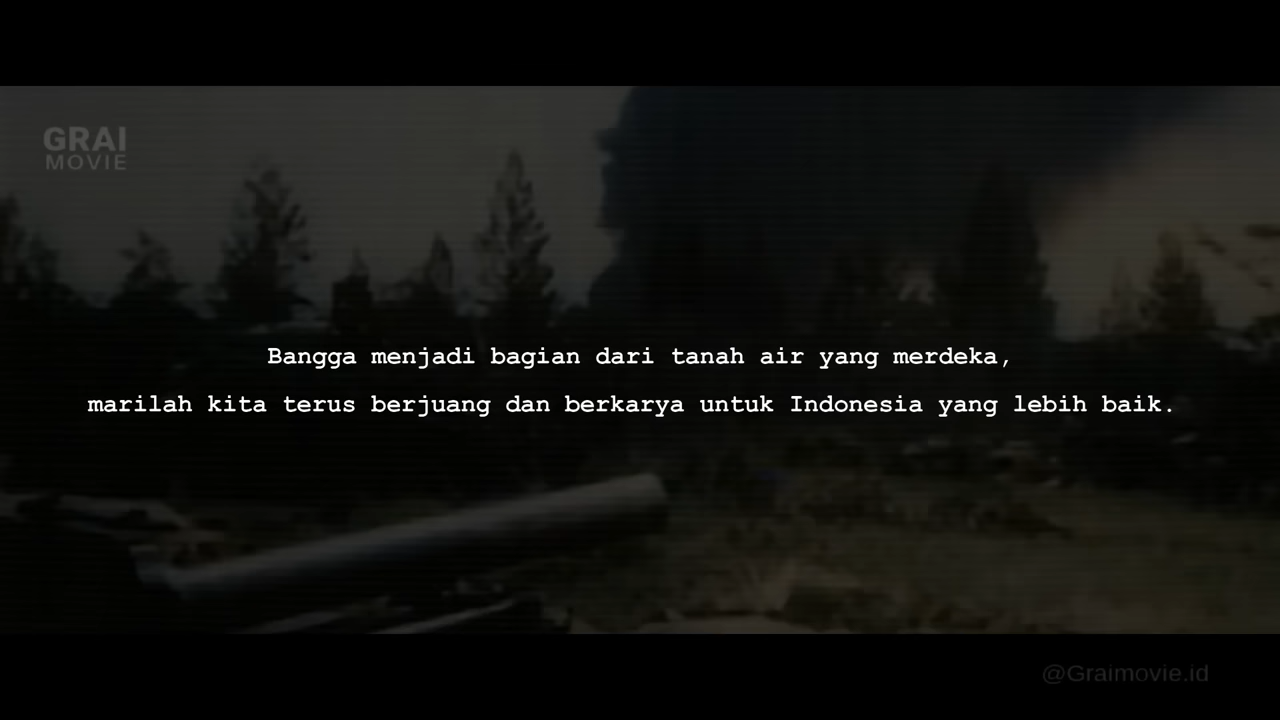 GRAI
MOVIE
Bangga menjadi bagian dari tanah air yang merdeka,
marilah kita terus berjuang dan berkarya untuk Indonesia yang lebih baik.
@Graimovie.id